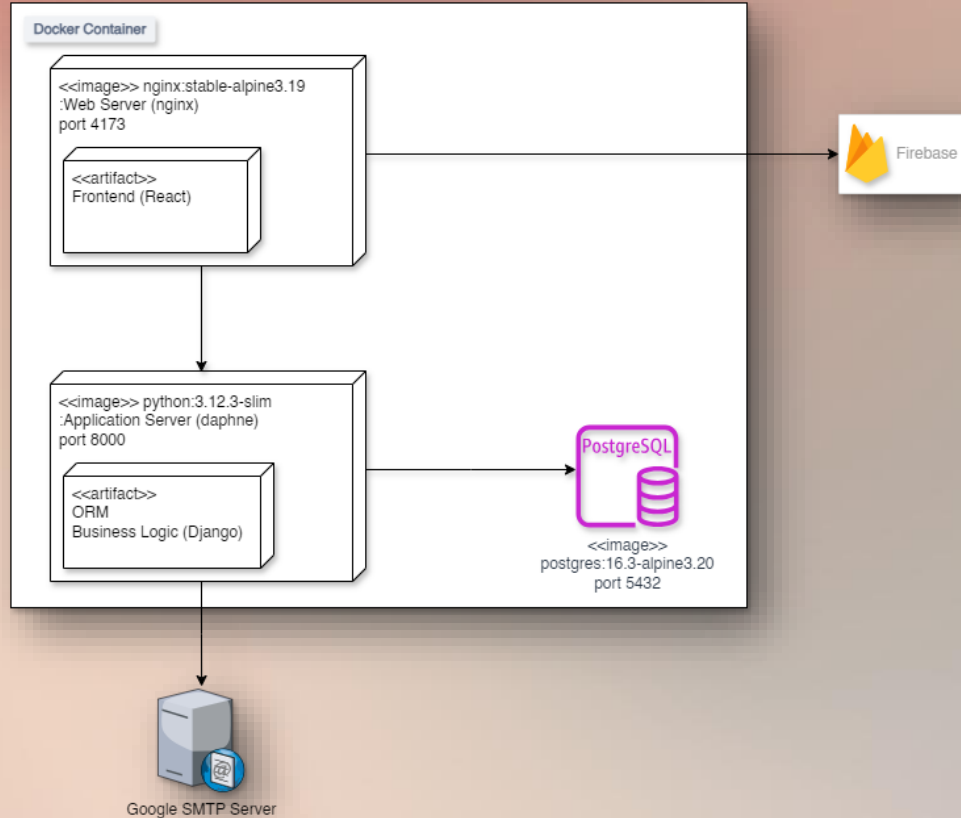 Docker Container
<<image>> nginx:stable-alpine3.19
:Web Server (nginx)
port 4173
<<artifact>>
Frontend (React)
Firebase
<<image>> python:3.12.3-slim
:Application Server (daphne)
port 8000
<<artifact>>
ORM
Business Logic (Django)
PostgreSQL
<<image>>
postgres:16.3-alpine3.20
port 5432
Google SMTP Server